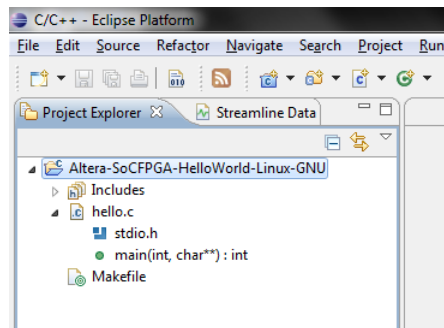 C/C++ - Eclipse Platform
File Edit Source Refactor Navigate Search Project Run
010
Project Explorer Streamline Data
Altera-SoCFPGA-HelloWorld-Linux-GNU
Includes
hello.c
stdio.h
main(int, char**) : int
Makefile